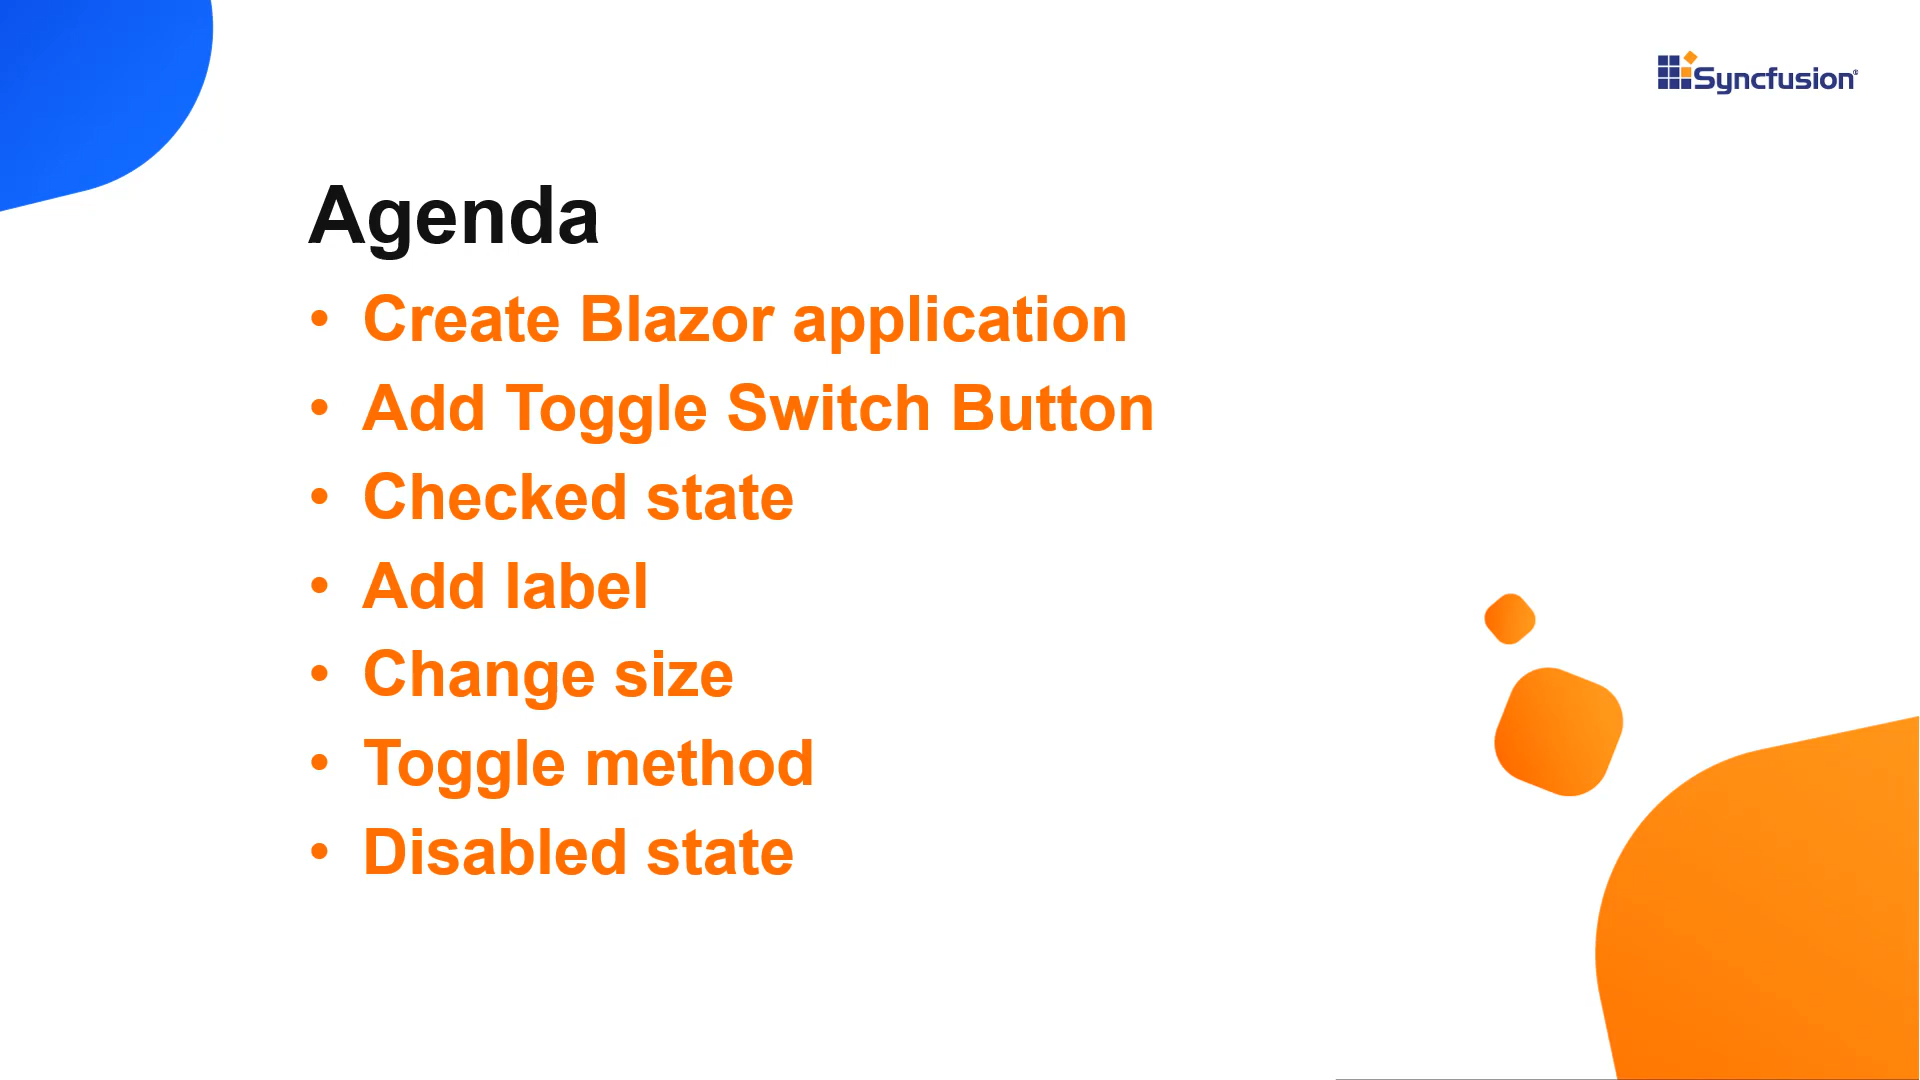 Syncfusion®
Agenda
• Create Blazor application
• Add Toggle Switch Button
• Checked state
• Add label
• Change size
• Toggle method
• Disabled state